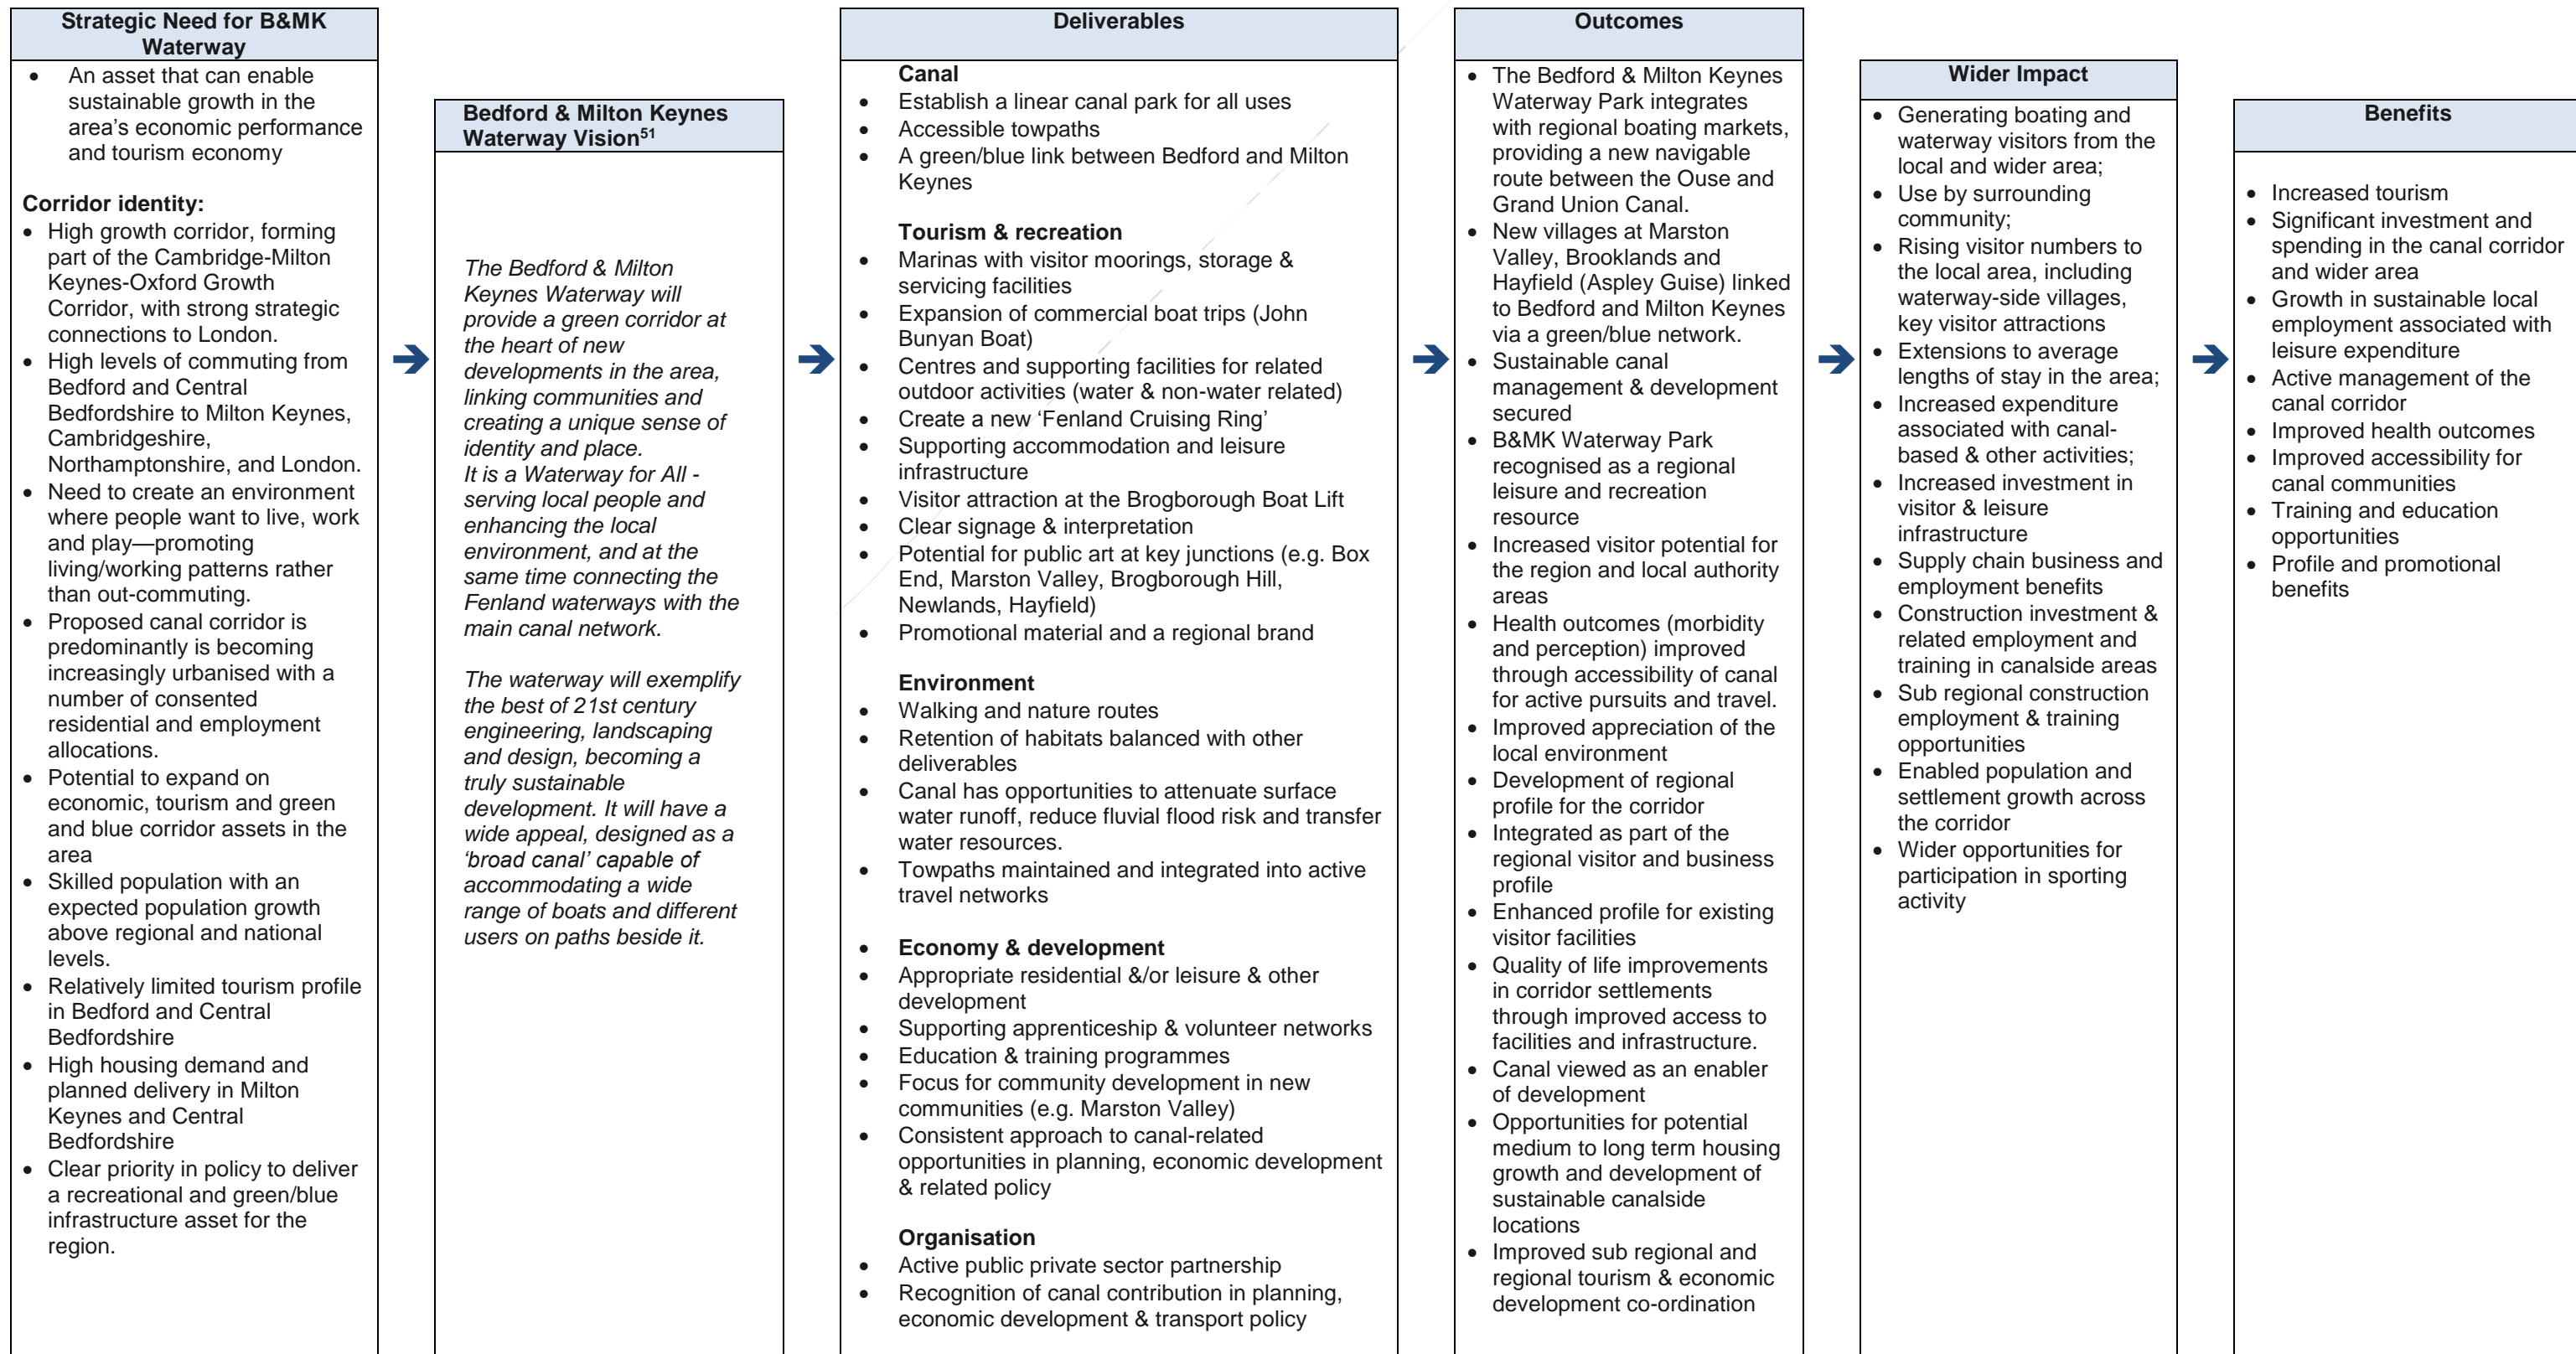 Strategic Need for B&MK
Waterway
• An asset that can enable
sustainable growth in the
area's economic performance
and tourism economy
Corridor identity:
• High growth corridor, forming
part of the Cambridge-Milton
Keynes-Oxford Growth
Corridor, with strong strategic
connections to London.
• High levels of commuting from
Bedford and Central
Bedfordshire to Milton Keynes,
Cambridgeshire,
Northamptonshire, and London.
• Need to create an environment
where people want to live, work
and play—promoting
living/working patterns rather
than out-commuting.
• Proposed canal corridor is
predominantly is becoming
increasingly urbanised with a
number of consented
residential and employment
allocations.
• Potential to expand on
economic, tourism and green
and blue corridor assets in the
area
• Skilled population with an
expected population growth
above regional and national
levels.
• Relatively limited tourism profile
in Bedford and Central
Bedfordshire
• High housing demand and
planned delivery in Milton
Keynes and Central
Bedfordshire
• Clear priority in policy to deliver
a recreational and green/blue
infrastructure asset for the
region.
Bedford & Milton Keynes
Waterway Vision51
The Bedford & Milton
Keynes Waterway will
provide a green corridor at
the heart of new
developments in the area,
linking communities and
creating a unique sense of
identity and place.
It is a Waterway for All -
serving local people and
enhancing the local
environment, and at the
same time connecting the
Fenland waterways with the
main canal network.
The waterway will exemplify
the best of 21st century
engineering, landscaping
and design, becoming a
truly sustainable
development. It will have a
wide appeal, designed as a
'broad canal' capable of
accommodating a wide
range of boats and different
users on paths beside it.
Deliverables
Canal
• Establish a linear canal park for all uses
• Accessible towpaths
• A green/blue link between Bedford and Milton
Keynes
Tourism & recreation
• Marinas with visitor moorings, storage &
servicing facilities
• Expansion of commercial boat trips (John
Bunyan Boat)
• Centres and supporting facilities for related
outdoor activities (water & non-water related)
• Create a new 'Fenland Cruising Ring'
• Supporting accommodation and leisure
infrastructure
• Visitor attraction at the Brogborough Boat Lift
• Clear signage & interpretation
• Potential for public art at key junctions (e.g. Box
End, Marston Valley, Brogborough Hill,
Newlands, Hayfield)
• Promotional material and a regional brand
Environment
• Walking and nature routes
• Retention of habitats balanced with other
deliverables
• Canal has opportunities to attenuate surface
water runoff, reduce fluvial flood risk and transfer
water resources.
• Towpaths maintained and integrated into active
travel networks
• Economy & development
• Appropriate residential &/or leisure & other
development
• Supporting apprenticeship & volunteer networks
• Education & training programmes
• Focus for community development in new
communities (e.g. Marston Valley)
• Consistent approach to canal-related
opportunities in planning, economic development
& related policy
Organisation
• Active public private sector partnership
• Recognition of canal contribution in planning,
economic development & transport policy
Outcomes
• The Bedford & Milton Keynes
Waterway Park integrates
with regional boating markets,
providing a new navigable
route between the Ouse and
Grand Union Canal.
• New villages at Marston
Valley, Brooklands and
Hayfield (Aspley Guise) linked
to Bedford and Milton Keynes
via a green/blue network.
• Sustainable canal
management & development
secured
• B&MK Waterway Park
recognised as a regional
leisure and recreation
resource
• Increased visitor potential for
the region and local authority
areas
• Health outcomes (morbidity
and perception) improved
through accessibility of canal
for active pursuits and travel.
• Improved appreciation of the
local environment
• Development of regional
profile for the corridor
• Integrated as part of the
regional visitor and business
profile
• Enhanced profile for existing
visitor facilities
• Quality of life improvements
in corridor settlements
through improved access to
facilities and infrastructure.
• Canal viewed as an enabler
of development
• Opportunities for potential
medium to long term housing
growth and development of
sustainable canalside
locations
• Improved sub regional and
regional tourism & economic
development co-ordination
Wider Impact
• Generating boating and
waterway visitors from the
local and wider area;
• Use by surrounding
community;
• Rising visitor numbers to
the local area, including
waterway-side villages,
key visitor attractions
• Extensions to average
lengths of stay in the area;
• Increased expenditure
associated with canal-
based & other activities;
• Increased investment in
visitor & leisure
infrastructure
• Supply chain business and
employment benefits
• Construction investment &
related employment and
training in canalside areas
• Sub regional construction
employment & training
opportunities
• Enabled population and
settlement growth across
the corridor
• Wider opportunities for
participation in sporting
activity
Benefits
• Increased tourism
• Significant investment and
spending in the canal corridor
and wider area
• Growth in sustainable local
employment associated with
leisure expenditure
• Active management of the
canal corridor
• Improved health outcomes
• Improved accessibility for
canal communities
• Training and education
opportunities
• Profile and promotional
benefits